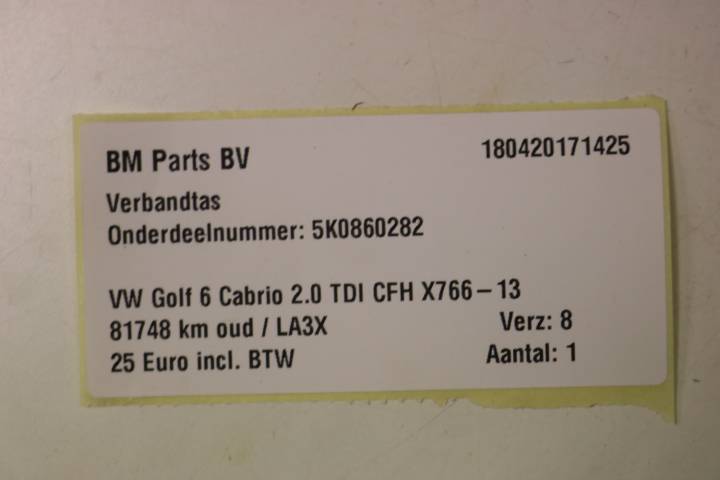 BM Parts BV 180420171425
Verbandtas
Onderdeelnummer: 5K0860282
VW Golf 6 Cabrio 2.0 TDI CFH X766-13
81748 km oud / LA3X Verz: 8
25 Euro incl. BTW Aantal: 1